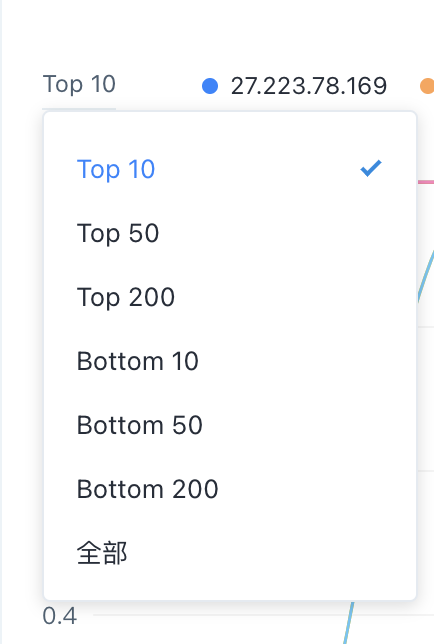 Top 10
27.223.78.169
Top 10
Top 50
Top 200
Bottom 10
Bottom 50
Bottom 200
全部
0.4